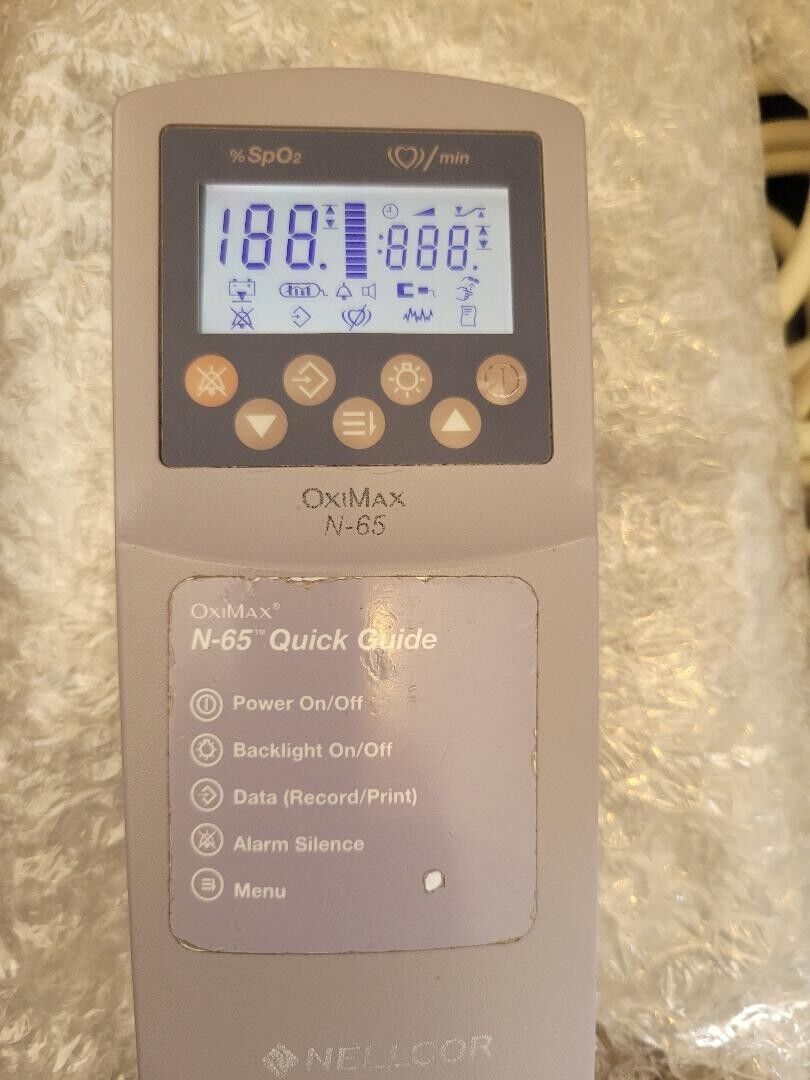 %SpO2 /min
188. :888.
OXIMAX
N-65
OXIMAX®
N-65™ Quick Guide
Power On/Off
Backlight On/Off
Data (Record/Print)
Alarm Silence
Menu
NELLCOR